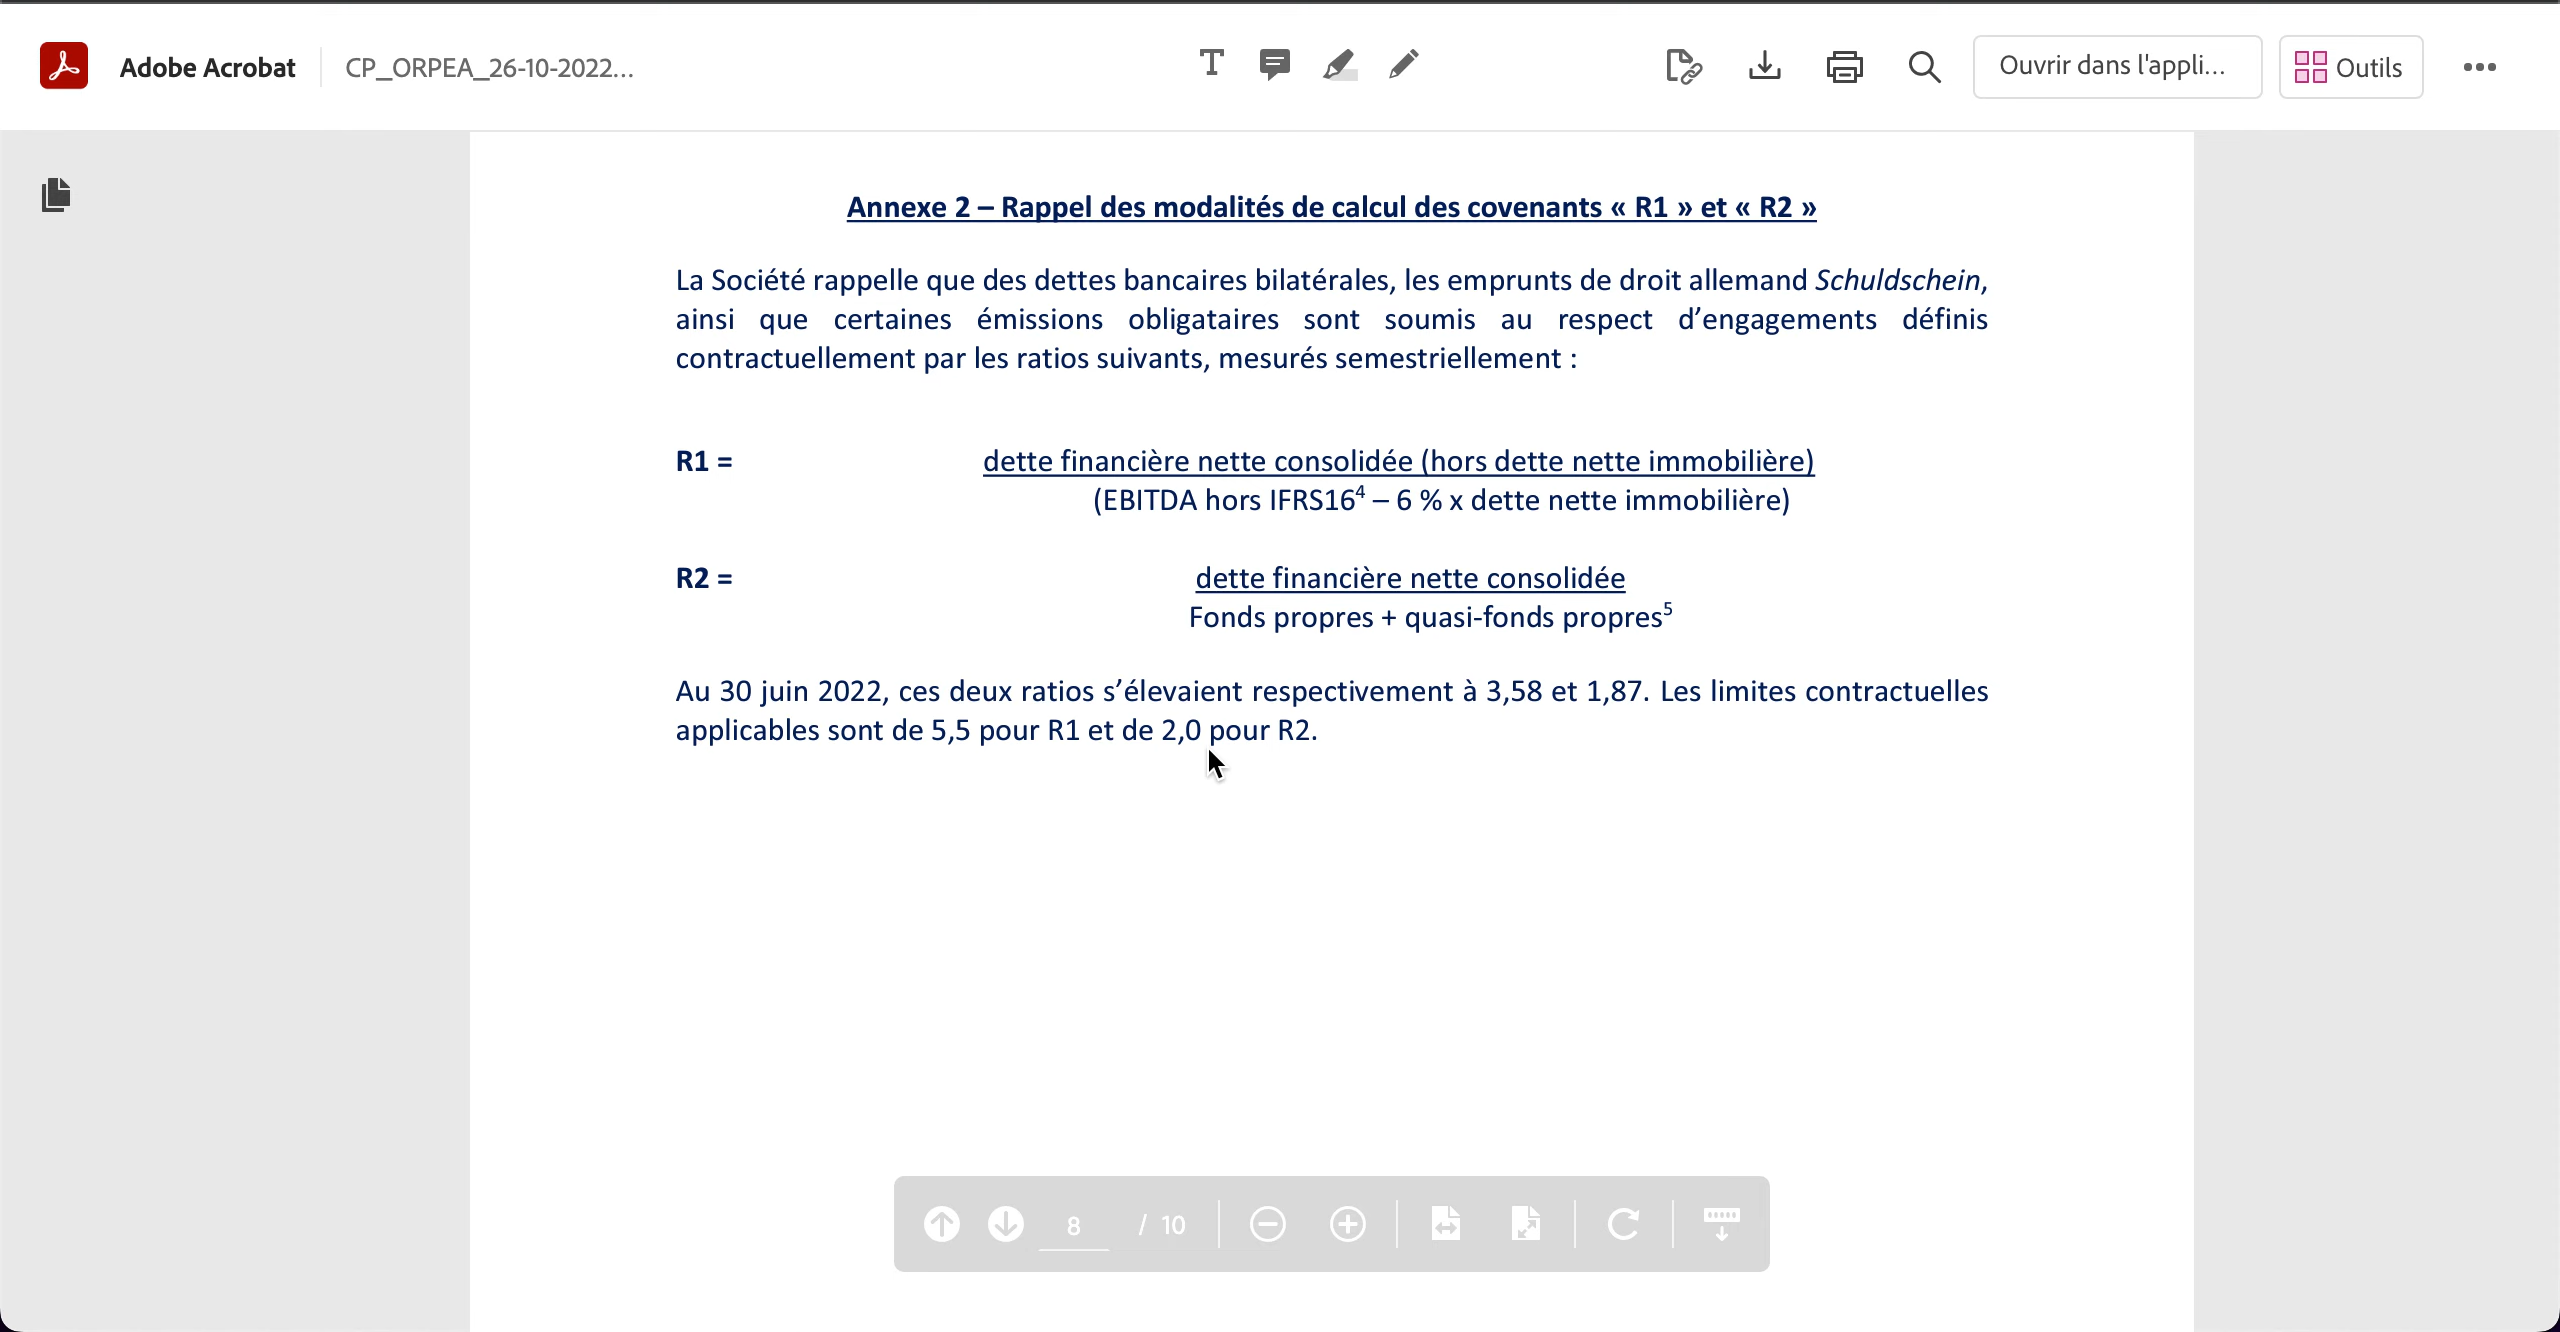 Adobe Acrobat
CP_ORPEA_26-10-2022...
Ouvrir dans l'appli...
Outils
Annexe 2 – Rappel des modalités de calcul des covenants « R1 » et « R2 »
La Société rappelle que des dettes bancaires bilatérales, les emprunts de droit allemand Schuldschein,
ainsi que certaines émissions obligataires sont soumis au respect d’engagements définis
contractuellement par les ratios suivants, mesurés semestriellement :
R1 = dette financière nette consolidée (hors dette nette immobilière)
(EBITDA hors IFRS16⁴ – 6 % x dette nette immobilière)
R2 = dette financière nette consolidée
Fonds propres + quasi-fonds propres⁵
Au 30 juin 2022, ces deux ratios s’élevaient respectivement à 3,58 et 1,87. Les limites contractuelles
applicables sont de 5,5 pour R1 et de 2,0 pour R2.
8 / 10